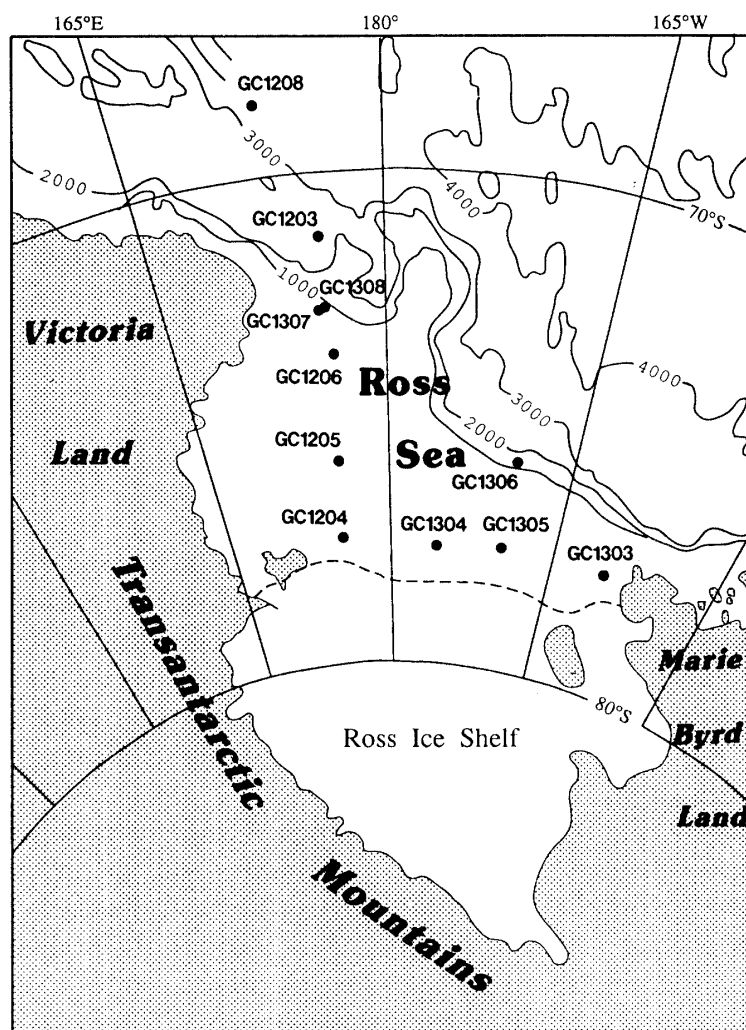 165°E 180° 165°W
GC1208
3000
2000
4000
GC1203
70°S
1000
GC1308
GC1307
Victoria
GC1206
Ross
4000
3000
GC1205
Land
Sea
2000
GC1306
GC1204
GC1304
GC1305
GC1303
Transantarctic
Marie
80°S
Byrd
Ross Ice Shelf
Land
Mountains